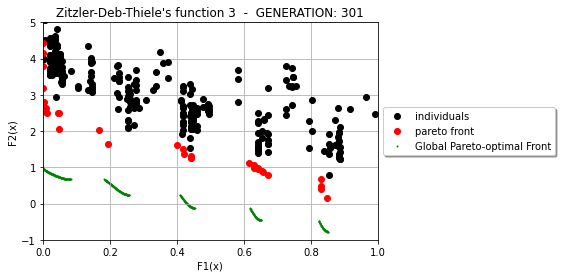 Zitzler-Deb-Thiele's function 3 - GENERATION: 301
5
4
3
2
1
0
−1
F2(x)
0.0 0.2 0.4 0.6 0.8 1.0
F1(x)
individuals
pareto front
Global Pareto-optimal Front